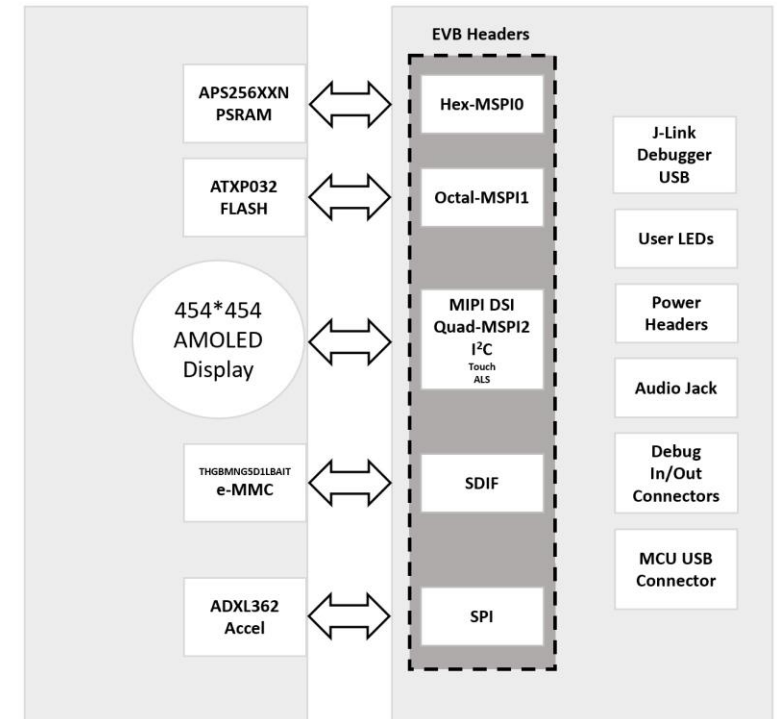 EVB Headers
APS256XXN
PSRAM
Hex-MSPI0
ATXP032
FLASH
Octal-MSPI1
454*454
AMOLED
Display
MIPI DSI
Quad-MSPI2
I²C
Touch
ALS
THGBMNG5D1LBAIT
e-MMC
SDIF
ADXL362
Accel
SPI
J-Link
Debugger
USB
User LEDs
Power
Headers
Audio Jack
Debug
In/Out
Connectors
MCU USB
Connector